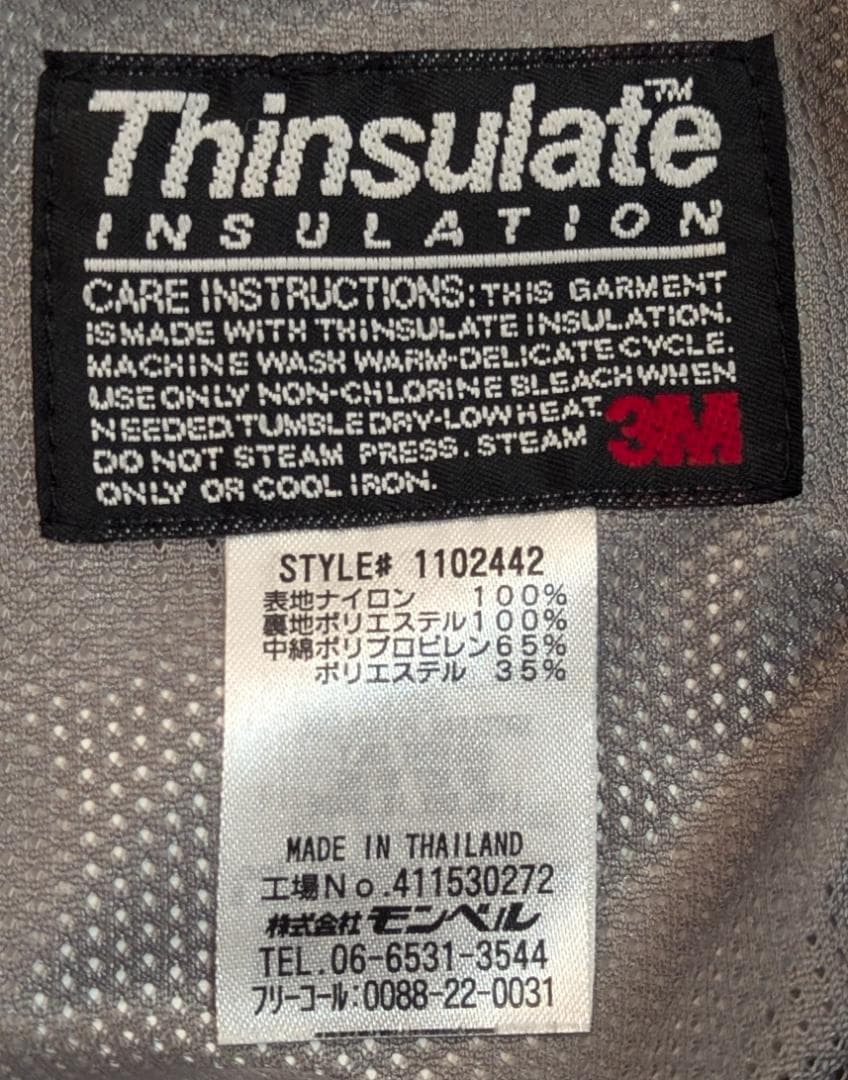 Thinsulate™
INSULATION
CARE INSTRUCTIONS: THIS GARMENT
IS MADE WITH THINSULATE INSULATION.
MACHINE WASH WARM-DELICATE CYCLE.
USE ONLY NON-CHLORINE BLEACH WHEN
NEEDED. TUMBLE DRY-LOW HEAT.
DO NOT STEAM PRESS. STEAM
ONLY OR COOL IRON.
3M
STYLE# 1102442
表地ナイロン 100%
裏地ポリエステル100%
中綿ポリプロピレン65%
ポリエステル 35%
MADE IN THAILAND
工場No.411530272
株式会社モンベル
TEL.06-6531-3544
フリーコール:0088-22-0031